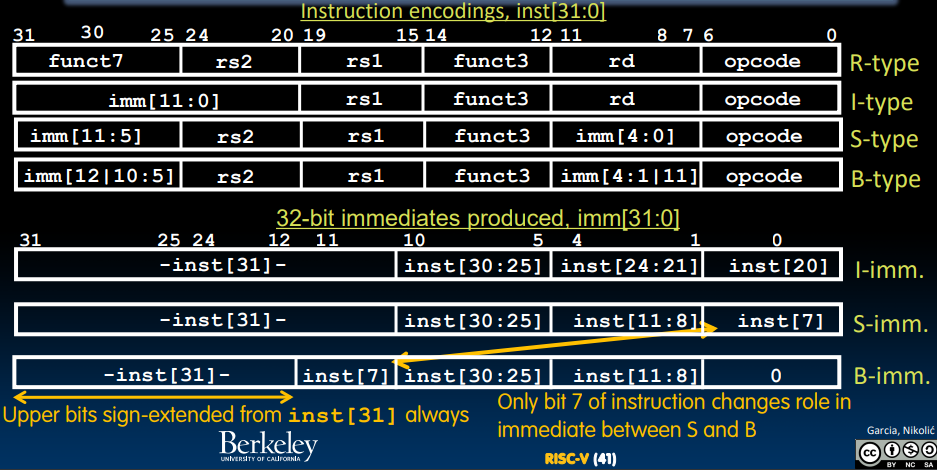 Instruction encodings, inst[31:0]
31 30 25 24 20 19 15 14 12 11 8 7 6 0
funct7 rs2 rs1 funct3 rd opcode R-type
imm[11:0] rs1 funct3 rd opcode I-type
imm[11:5] rs2 rs1 funct3 imm[4:0] opcode S-type
imm[12|10:5] rs2 rs1 funct3 imm[4:1|11] opcode B-type
32-bit immediates produced, imm[31:0]
31 25 24 12 11 10 5 4 1 0
-inst[31]- inst[30:25] inst[24:21] inst[20] I-imm.
-inst[31]- inst[30:25] inst[11:8] inst[7] S-imm.
-inst[31]- inst[7] inst[30:25] inst[11:8] 0 B-imm.
Upper bits sign-extended from inst[31] always
Only bit 7 of instruction changes role in
immediate between S and B
Berkeley
UNIVERSITY OF CALIFORNIA
RISC-V (41)
Garcia, Nikolić
cc
BY NC SA